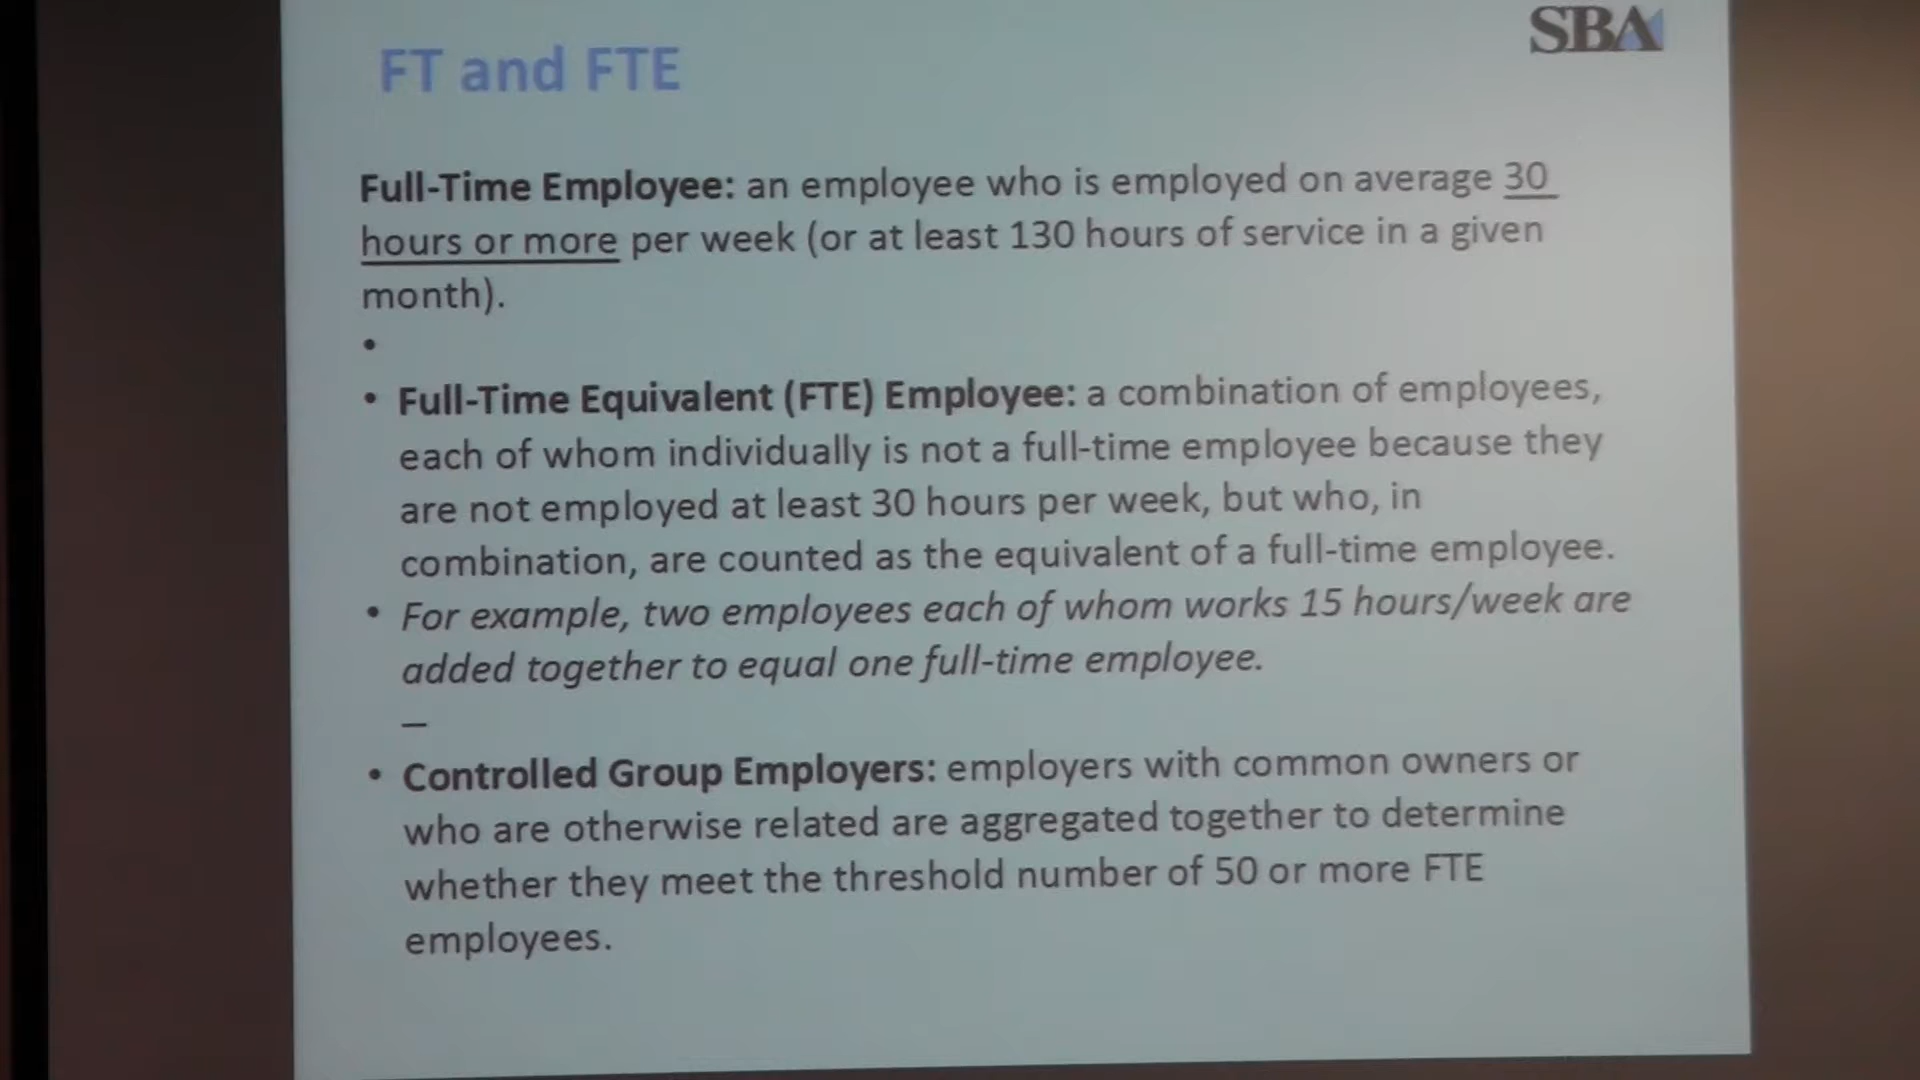 SBA
FT and FTE
Full-Time Employee: an employee who is employed on average 30
hours or more per week (or at least 130 hours of service in a given
month).
•
• Full-Time Equivalent (FTE) Employee: a combination of employees,
each of whom individually is not a full-time employee because they
are not employed at least 30 hours per week, but who, in
combination, are counted as the equivalent of a full-time employee.
• For example, two employees each of whom works 15 hours/week are
added together to equal one full-time employee.
–
• Controlled Group Employers: employers with common owners or
who are otherwise related are aggregated together to determine
whether they meet the threshold number of 50 or more FTE
employees.